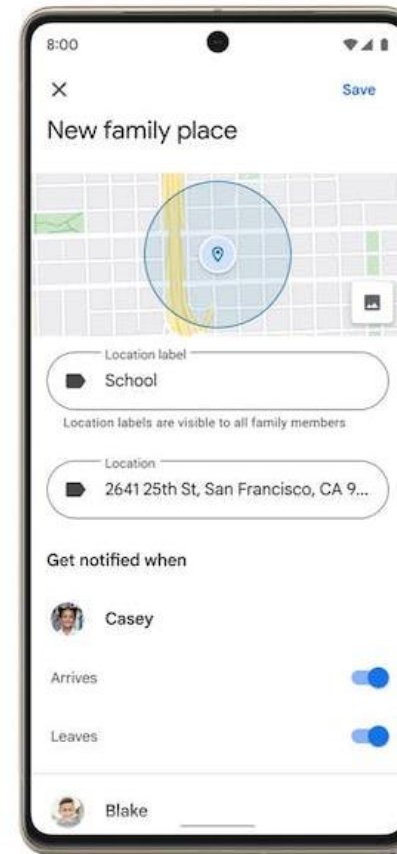 8:00
Save
New family place
Location label
School
Location labels are visible to all family members
Location
2641 25th St, San Francisco, CA 9...
Get notified when
Casey
Arrives
Leaves
Blake